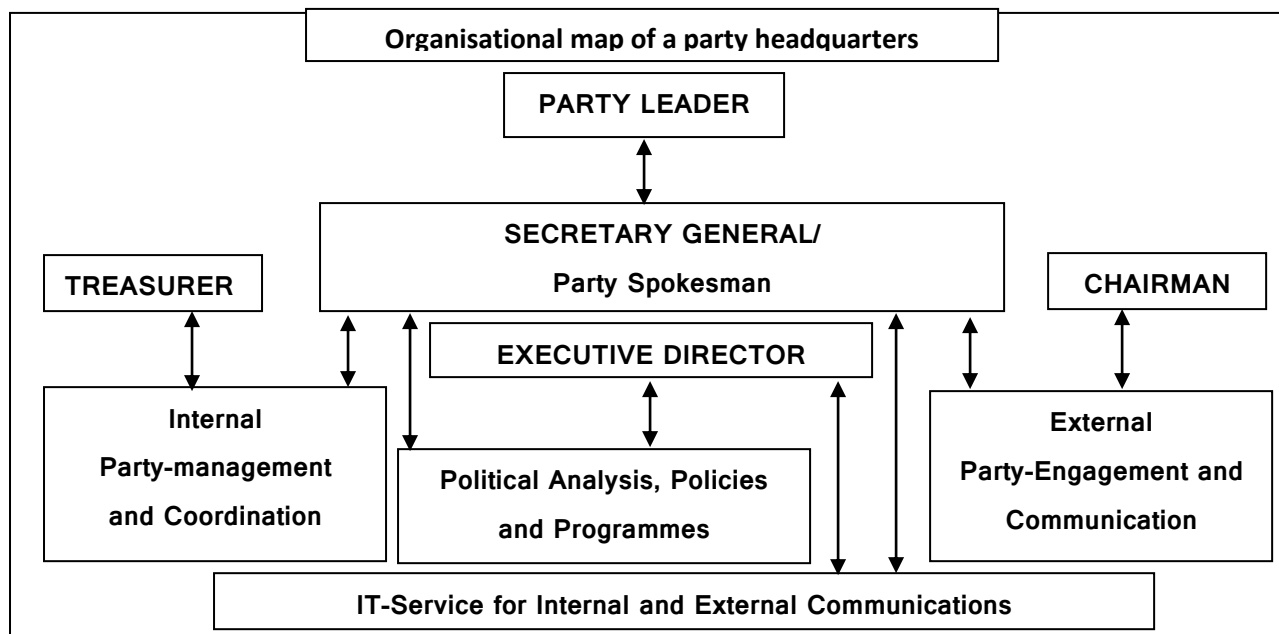 Organisational map of a party headquarters
PARTY LEADER
SECRETARY GENERAL/
Party Spokesman
TREASURER
CHAIRMAN
EXECUTIVE DIRECTOR
Internal
Party-management
and Coordination
Political Analysis, Policies
and Programmes
External
Party-Engagement and
Communication
IT-Service for Internal and External Communications